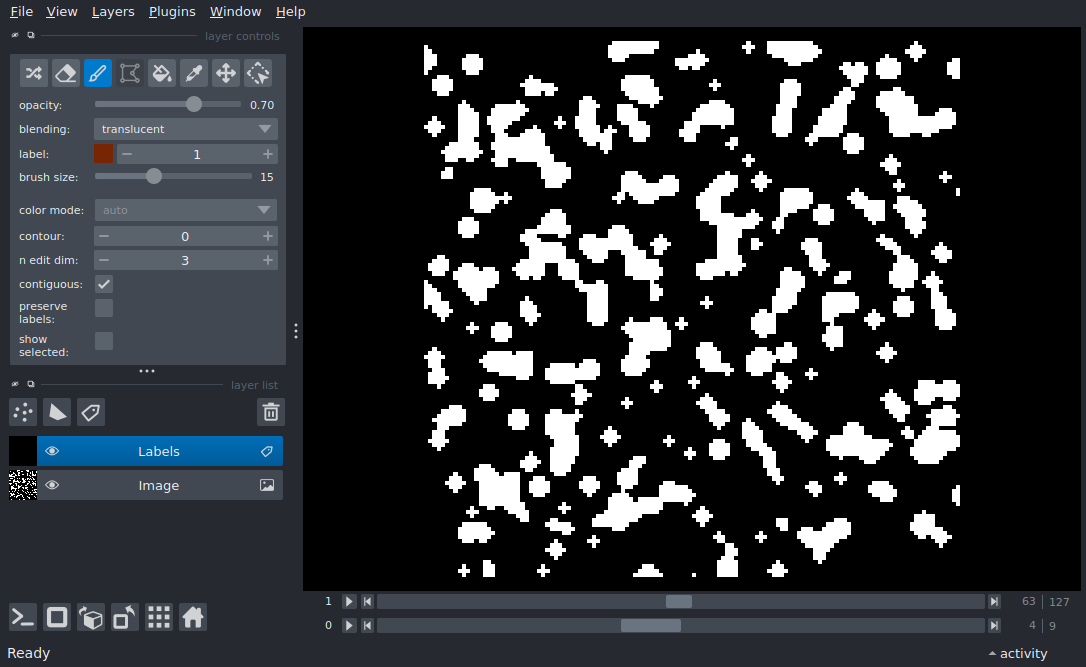 File View Layers Plugins Window Help
layer controls
opacity: 0.70
blending: translucent
label: 1
brush size: 15
color mode: auto
contour: 0
n edit dim: 3
contiguous:
preserve
labels:
show
selected:
layer list
Labels
Image
1 63 127
0 4 9
Ready activity